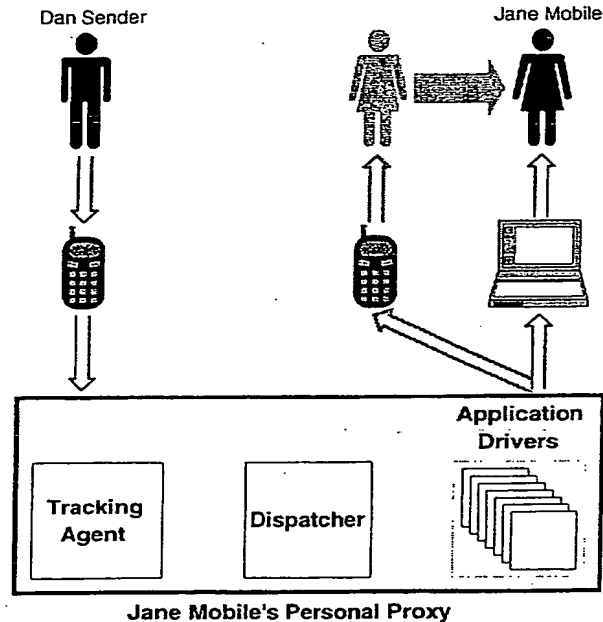 Dan Sender
Jane Mobile
Application
Drivers
Tracking
Agent
Dispatcher
Jane Mobile's Personal Proxy